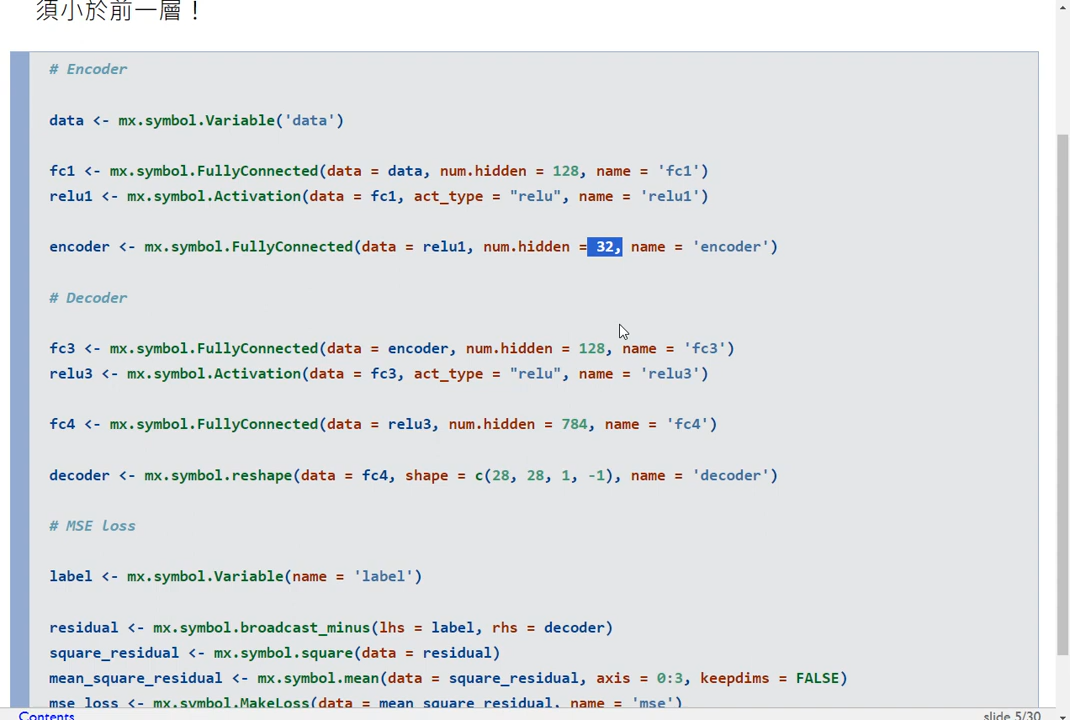 須小於前一層！
# Encoder
data <- mx.symbol.Variable('data')
fc1 <- mx.symbol.FullyConnected(data = data, num.hidden = 128, name = 'fc1')
relu1 <- mx.symbol.Activation(data = fc1, act_type = "relu", name = 'relu1')
encoder <- mx.symbol.FullyConnected(data = relu1, num.hidden = 32, name = 'encoder')
# Decoder
fc3 <- mx.symbol.FullyConnected(data = encoder, num.hidden = 128, name = 'fc3')
relu3 <- mx.symbol.Activation(data = fc3, act_type = "relu", name = 'relu3')
fc4 <- mx.symbol.FullyConnected(data = relu3, num.hidden = 784, name = 'fc4')
decoder <- mx.symbol.reshape(data = fc4, shape = c(28, 28, 1, -1), name = 'decoder')
# MSE loss
label <- mx.symbol.Variable(name = 'label')
residual <- mx.symbol.broadcast_minus(lhs = label, rhs = decoder)
square_residual <- mx.symbol.square(data = residual)
mean_square_residual <- mx.symbol.mean(data = square_residual, axis = 0:3, keepdims = FALSE)
mse_loss <- mx.symbol.MakeLoss(data = mean_square_residual, name = 'mse')
Contents
slide 5/30